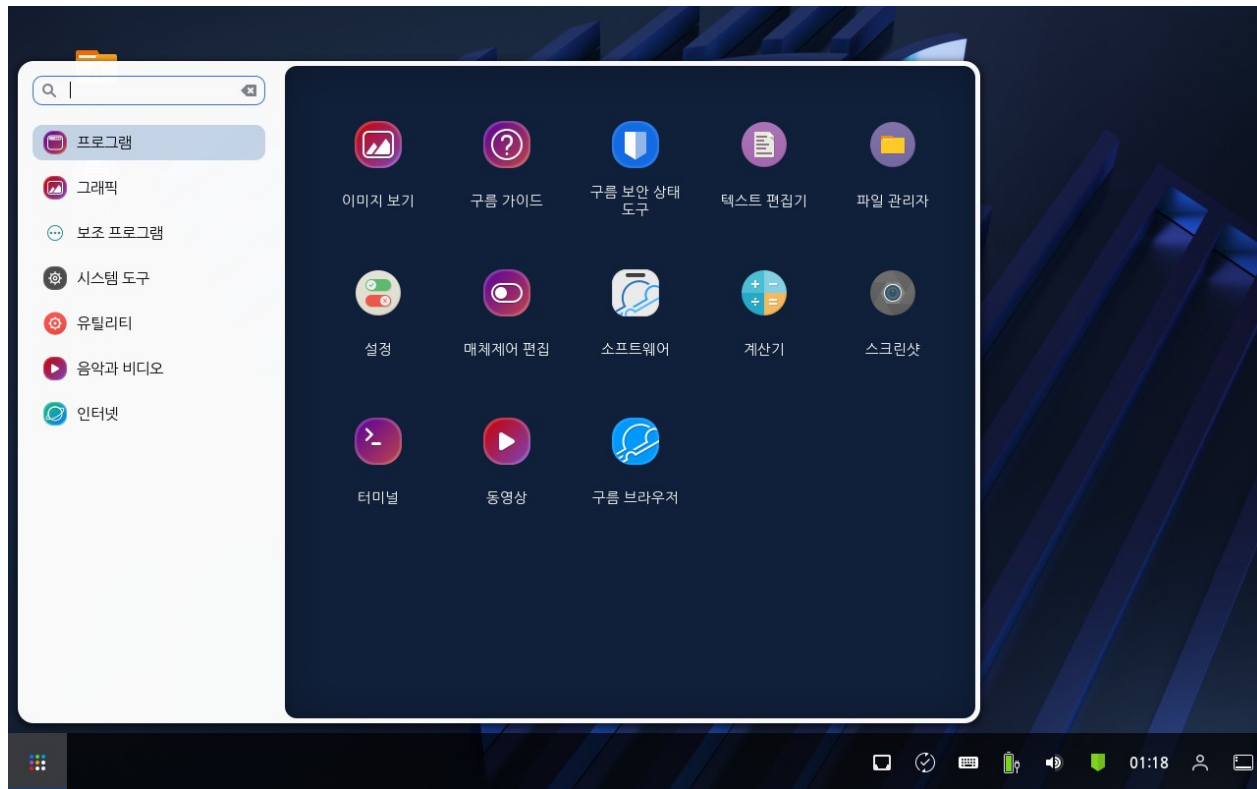 프로그램
그래픽
보조 프로그램
시스템 도구
유틸리티
음악과 비디오
인터넷
이미지 보기
구름 가이드
구름 보안 상태
도구
텍스트 편집기
파일 관리자
설정
매체제어 편집
소프트웨어
계산기
스크린샷
터미널
동영상
구름 브라우저
01:18